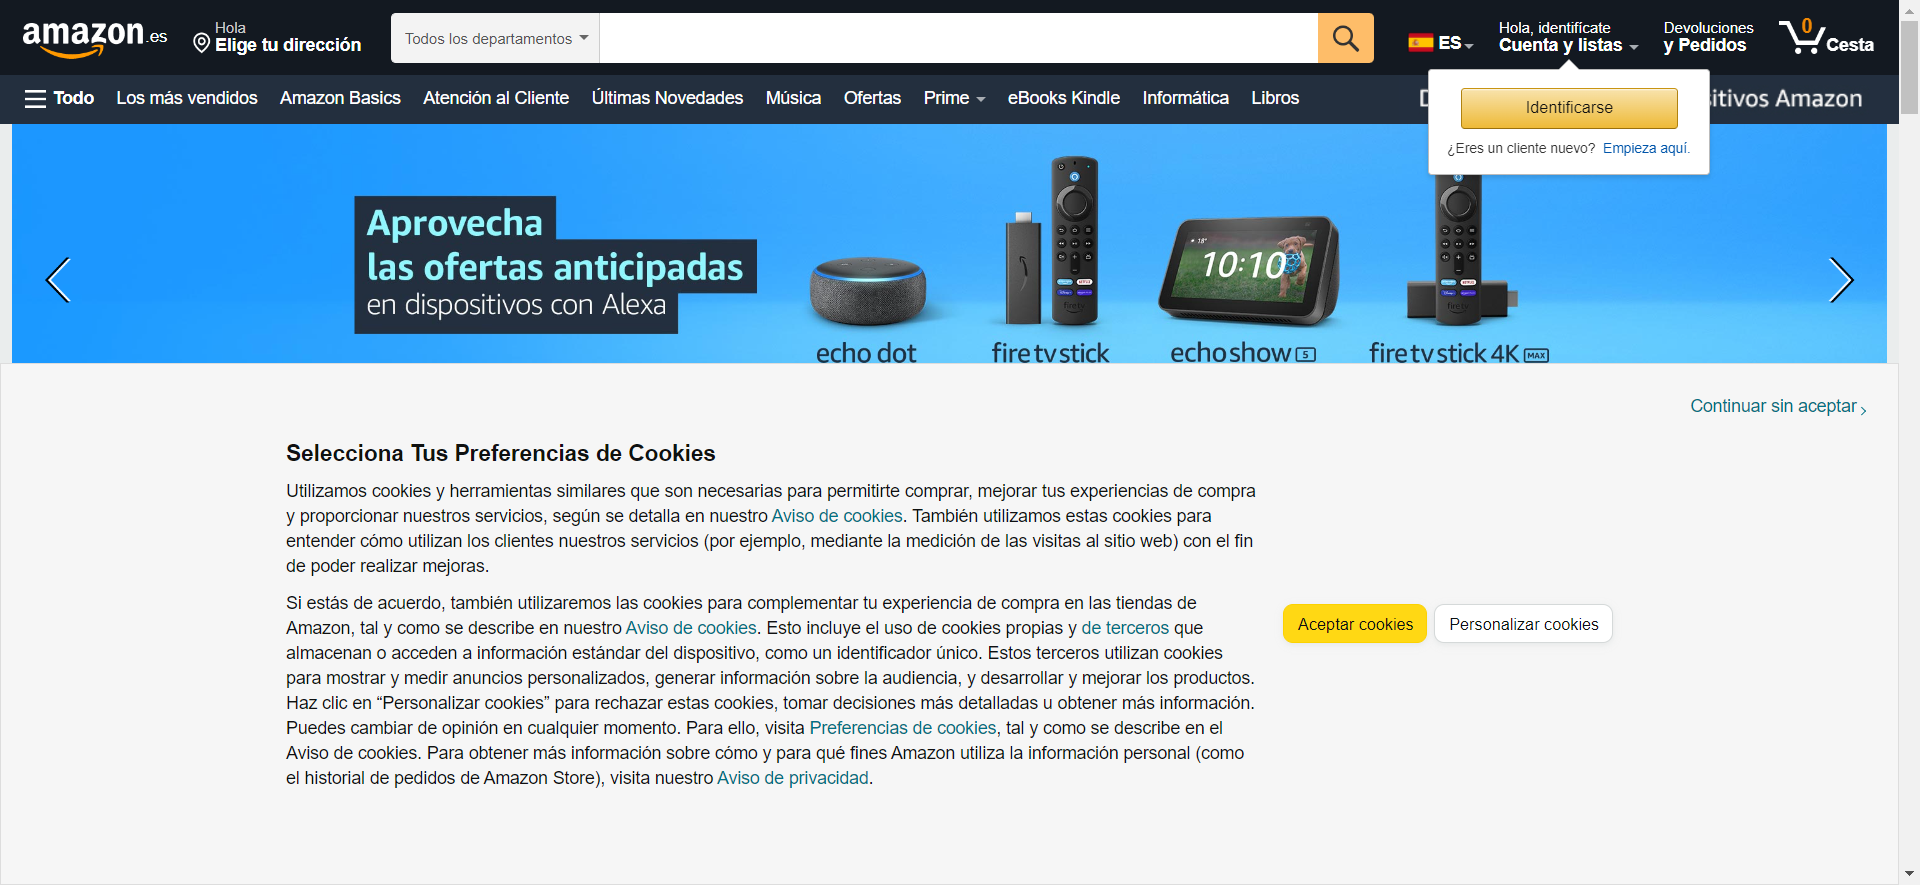 amazon.es
Hola
Elige tu dirección
Todos los departamentos
ES
Hola, identifícate
Cuenta y listas
Devoluciones
y Pedidos
0
Cesta
Todo
Los más vendidos
Amazon Basics
Atención al Cliente
Últimas Novedades
Música
Ofertas
Prime
eBooks Kindle
Informática
Libros
itivos Amazon
Identificarse
¿Eres un cliente nuevo? Empieza aquí.
Aprovecha
las ofertas anticipadas
en dispositivos con Alexa
18°
10:10
echo dot
fire tv stick
echo show 5
fire tv stick 4K MAX
Continuar sin aceptar
Selecciona Tus Preferencias de Cookies
Utilizamos cookies y herramientas similares que son necesarias para permitirte comprar, mejorar tus experiencias de compra
y proporcionar nuestros servicios, según se detalla en nuestro Aviso de cookies. También utilizamos estas cookies para
entender cómo utilizan los clientes nuestros servicios (por ejemplo, mediante la medición de las visitas al sitio web) con el fin
de poder realizar mejoras.
Si estás de acuerdo, también utilizaremos las cookies para complementar tu experiencia de compra en las tiendas de
Amazon, tal y como se describe en nuestro Aviso de cookies. Esto incluye el uso de cookies propias y de terceros que
almacenan o acceden a información estándar del dispositivo, como un identificador único. Estos terceros utilizan cookies
para mostrar y medir anuncios personalizados, generar información sobre la audiencia, y desarrollar y mejorar los productos.
Haz clic en “Personalizar cookies” para rechazar estas cookies, tomar decisiones más detalladas u obtener más información.
Puedes cambiar de opinión en cualquier momento. Para ello, visita Preferencias de cookies, tal y como se describe en el
Aviso de cookies. Para obtener más información sobre cómo y para qué fines Amazon utiliza la información personal (como
el historial de pedidos de Amazon Store), visita nuestro Aviso de privacidad.
Aceptar cookies
Personalizar cookies